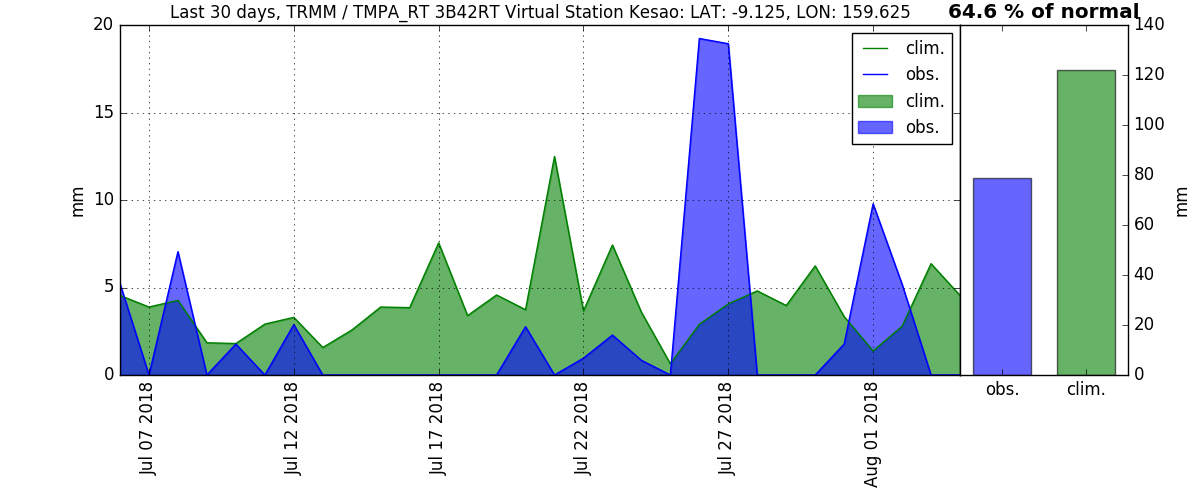 Last 30 days, TRMM / TMPA_RT 3B42RT Virtual Station Kesao: LAT: -9.125, LON: 159.625
64.6 % of normal
20
15
10
5
0
mm
clim.
obs.
clim.
obs.
Jul 07 2018
Jul 12 2018
Jul 17 2018
Jul 22 2018
Jul 27 2018
Aug 01 2018
140
120
100
80
60
40
20
0
mm
obs.
clim.